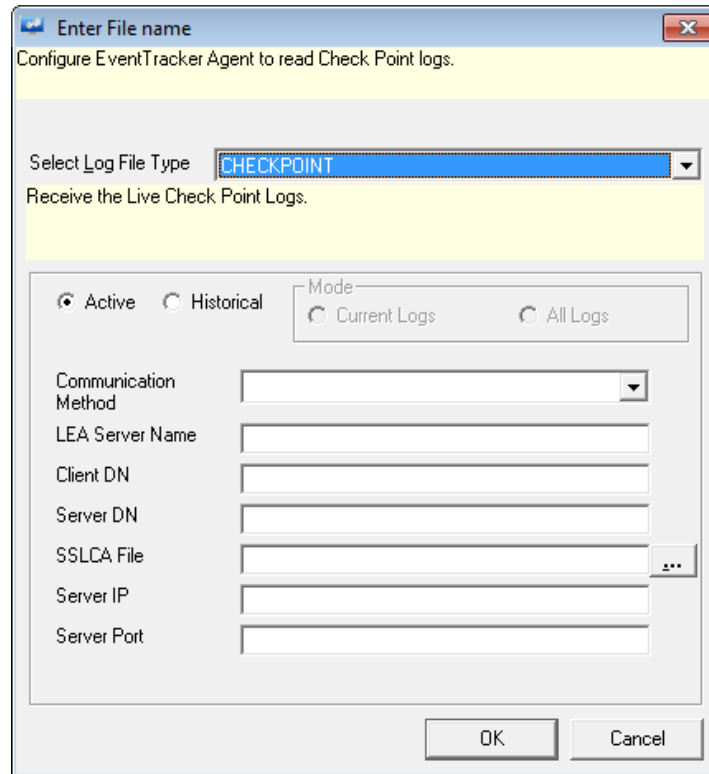 Enter File name
Configure EventTracker Agent to read Check Point logs.
Select Log File Type CHECKPOINT
Receive the Live Check Point Logs.
Active Historical Mode Current Logs All Logs
Communication
Method
LEA Server Name
Client DN
Server DN
SSLCA File ...
Server IP
Server Port
OK Cancel